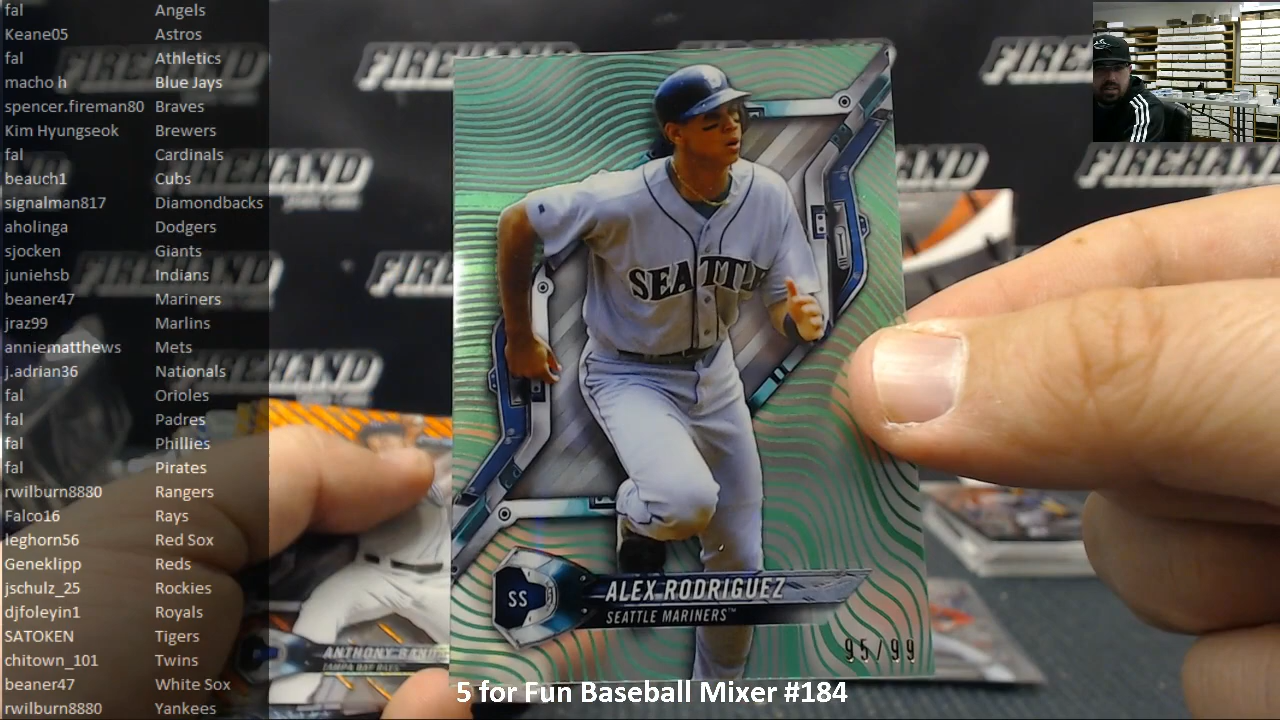 fal Angels
Keane05 Astros
fal Athletics
macho h Blue Jays
spencer.fireman80 Braves
Kim Hyungseok Brewers
fal Cardinals
beauch1 Cubs
signalman817 Diamondbacks
aholinga Dodgers
sjocken Giants
juniehsb Indians
beaner47 Mariners
jraz99 Marlins
anniematthews Mets
j.adrian36 Nationals
fal Orioles
fal Padres
fal Phillies
fal Pirates
rwilburn8880 Rangers
Falco16 Rays
leghorn56 Red Sox
Geneklipp Reds
jschulz_25 Rockies
djfoleyin1 Royals
SATOKEN Tigers
chitown_101 Twins
beaner47 White Sox
rwilburn8880 Yankees
FIREHAND
FIREHAND
FIREHAND
FIREHAND
SEATTLE
SS
ALEX RODRIGUEZ
SEATTLE MARINERS™
95/99
ANTHONY BANDA
TAMPA BAY RAYS
5 for Fun Baseball Mixer #184